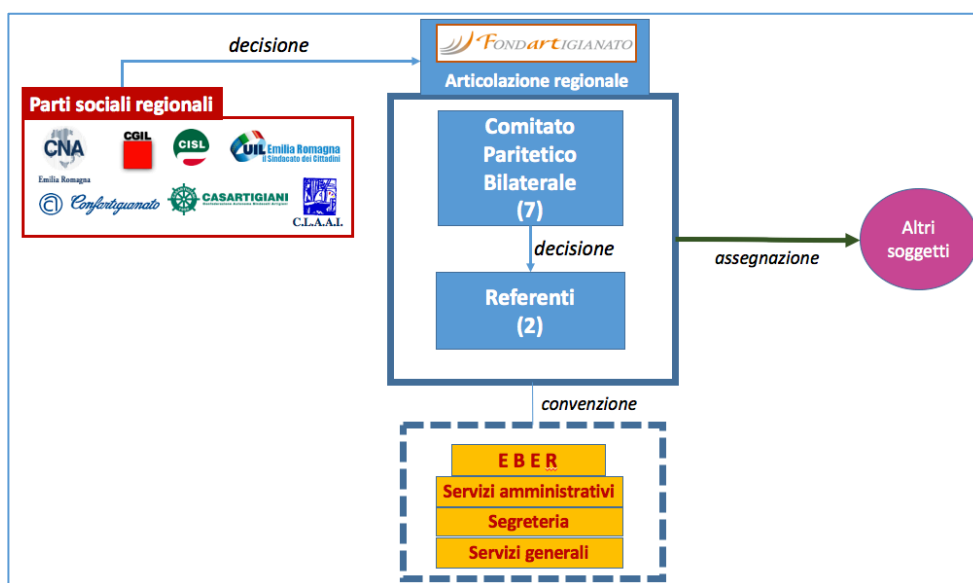 decisione
FONDARTIGIANATO
Articolazione regionale
Parti sociali regionali
CNA
Emilia Romagna
CGIL
CISL
UIL Emilia Romagna
il Sindacato dei Cittadini
Confartigianato
CASARTIGIANI
C.L.A.A.I.
Comitato
Paritetico
Bilaterale
(7)
decisione
Referenti
(2)
assegnazione
Altri
soggetti
convenzione
E B E R
Servizi amministrativi
Segreteria
Servizi generali